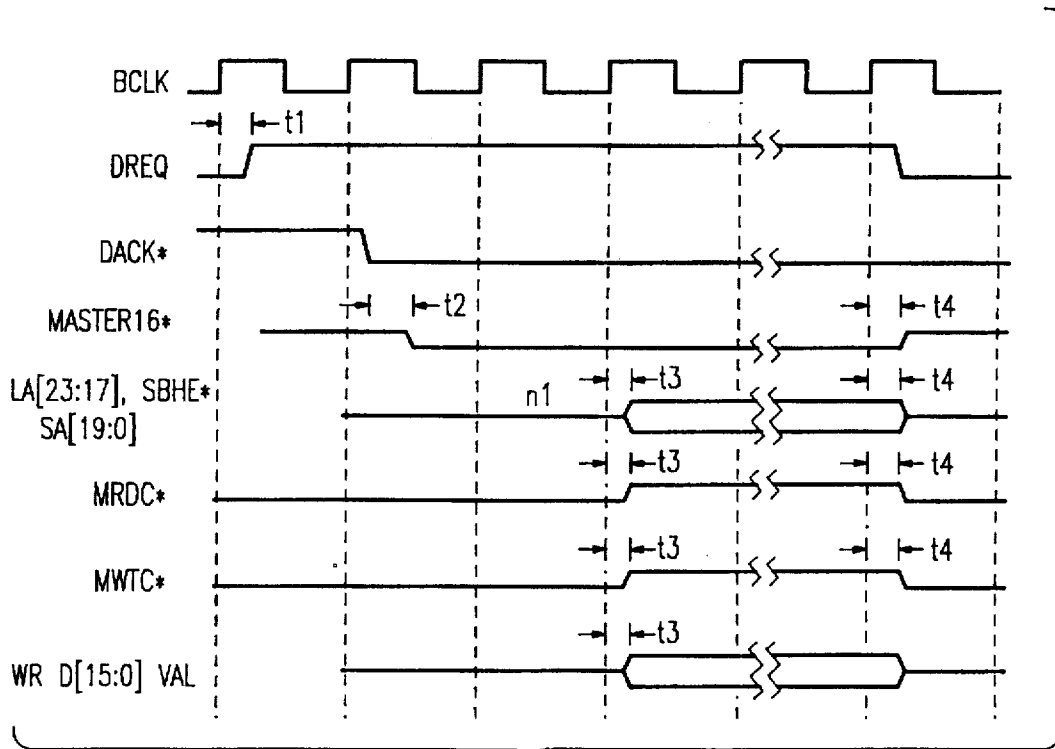 BCLK
t1
DREQ
DACK*
t2
t4
MASTER16*
t3
t4
LA[23:17], SBHE*
n1
SA[19:0]
t3
t4
MRDC*
t3
t4
MWTC*
t3
WR D[15:0] VAL